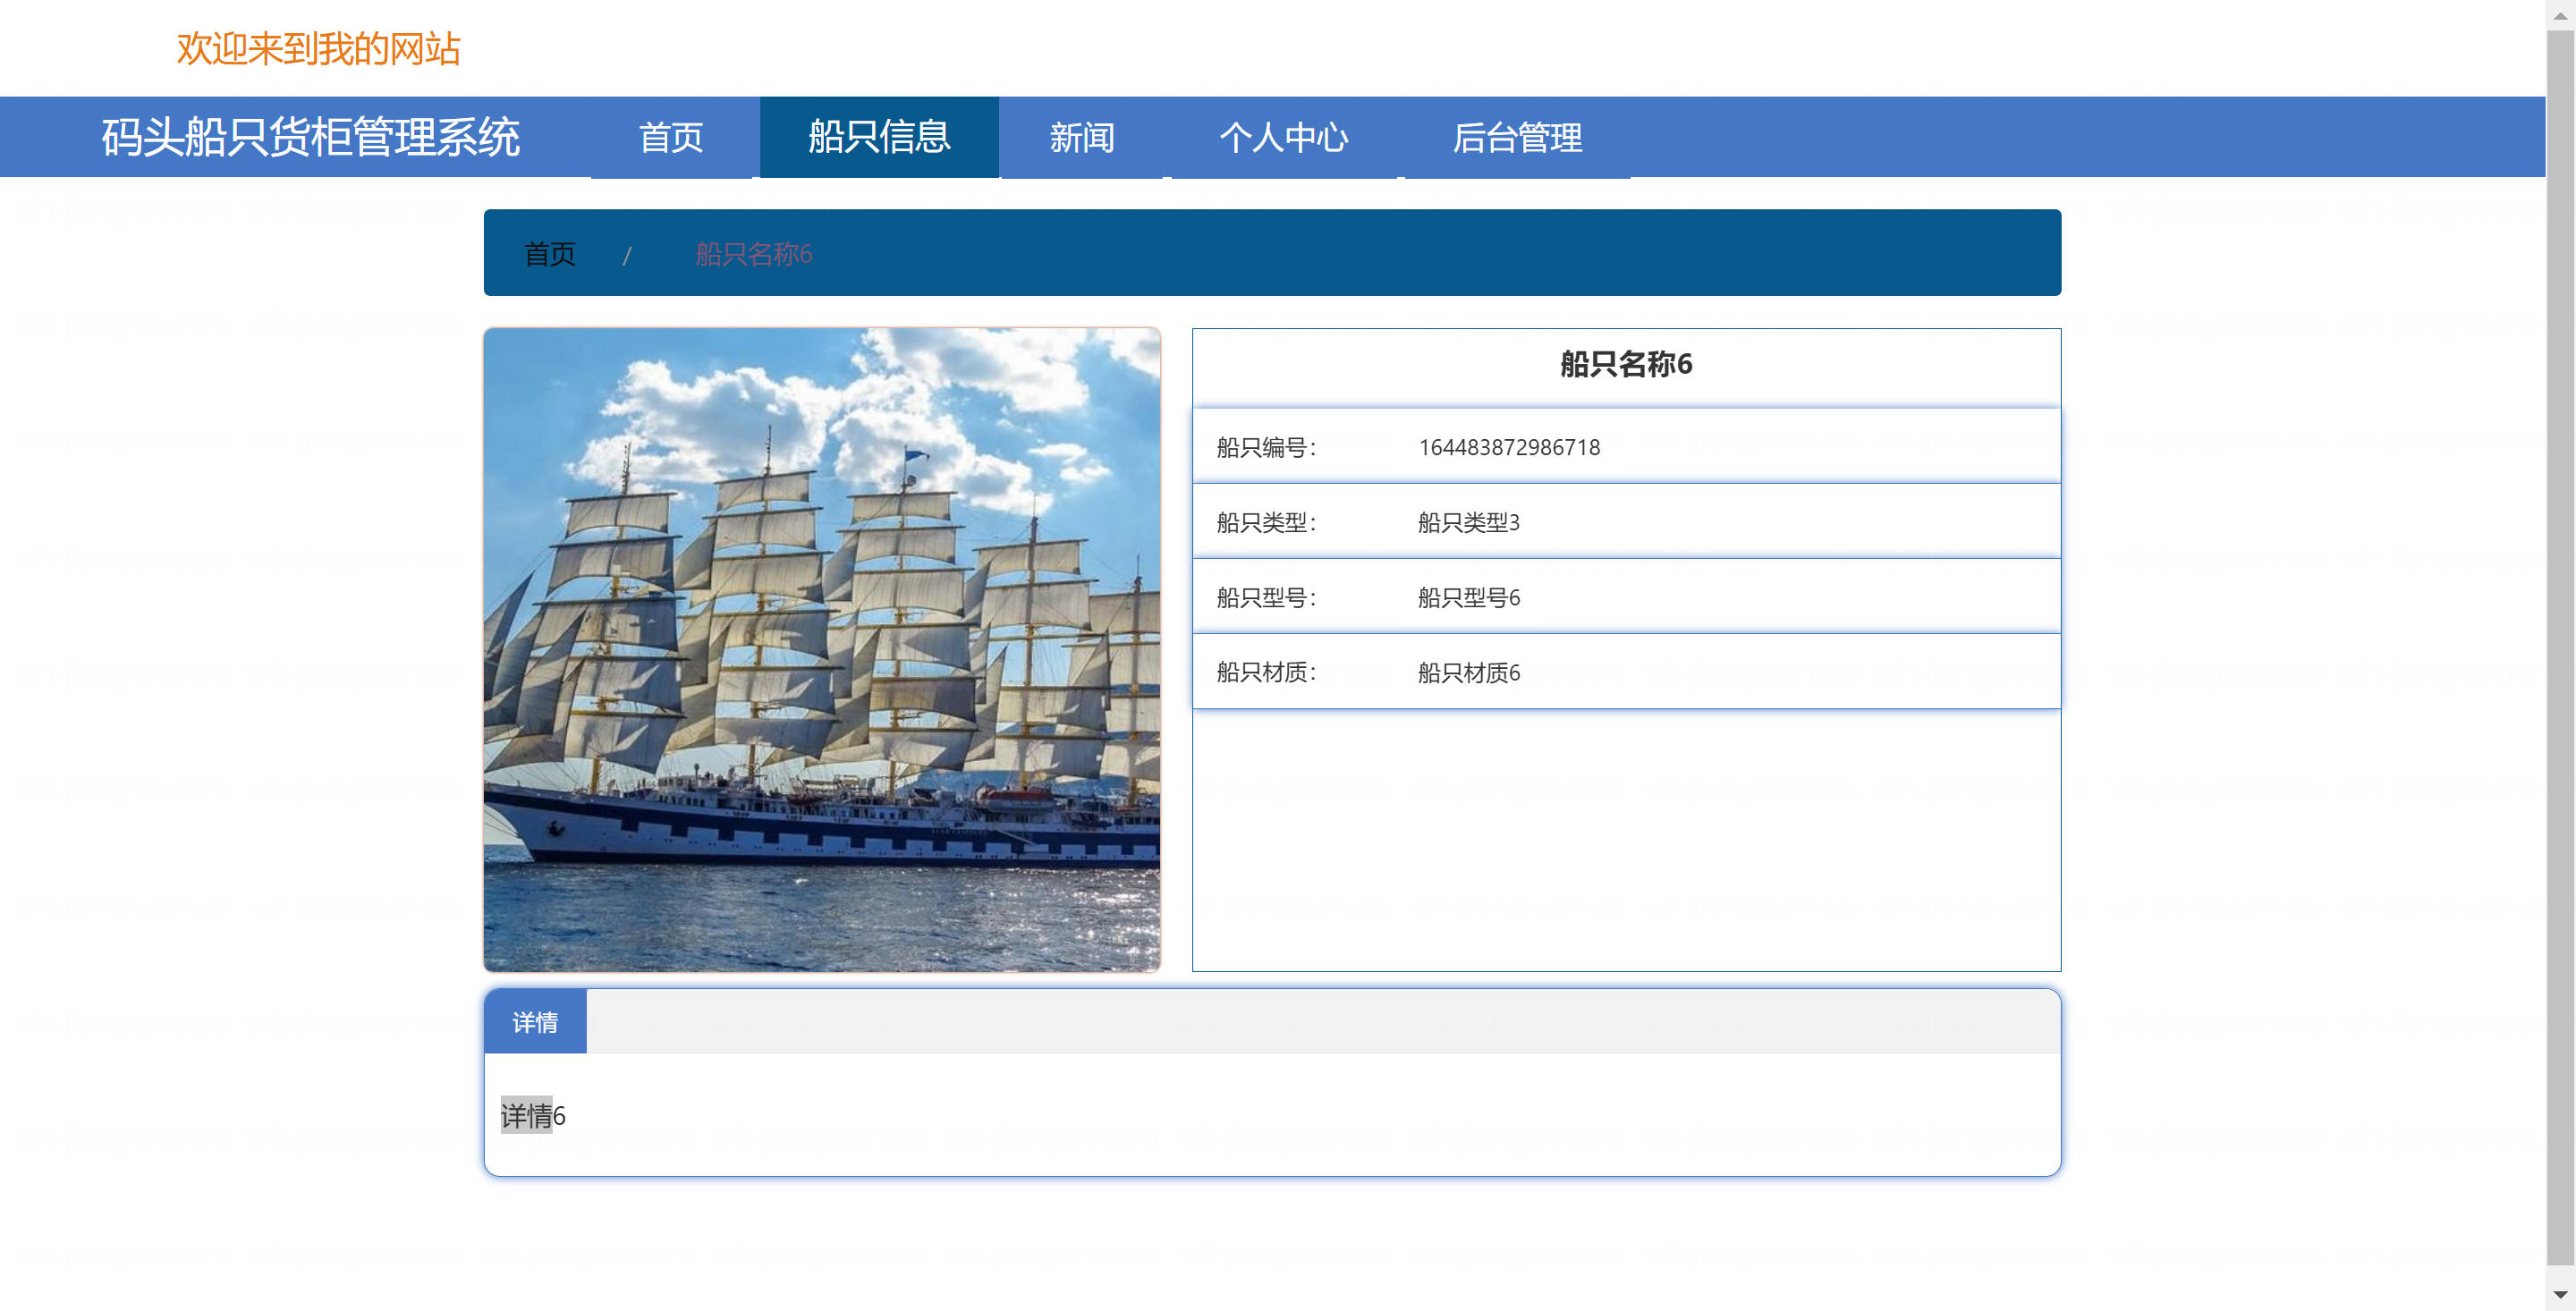 欢迎来到我的网站
码头船只货柜管理系统 首页 船只信息 新闻 个人中心 后台管理
首页 / 船只名称6
船只名称6
船只编号： 164483872986718
船只类型： 船只类型3
船只型号： 船只型号6
船只材质： 船只材质6
详情
详情6